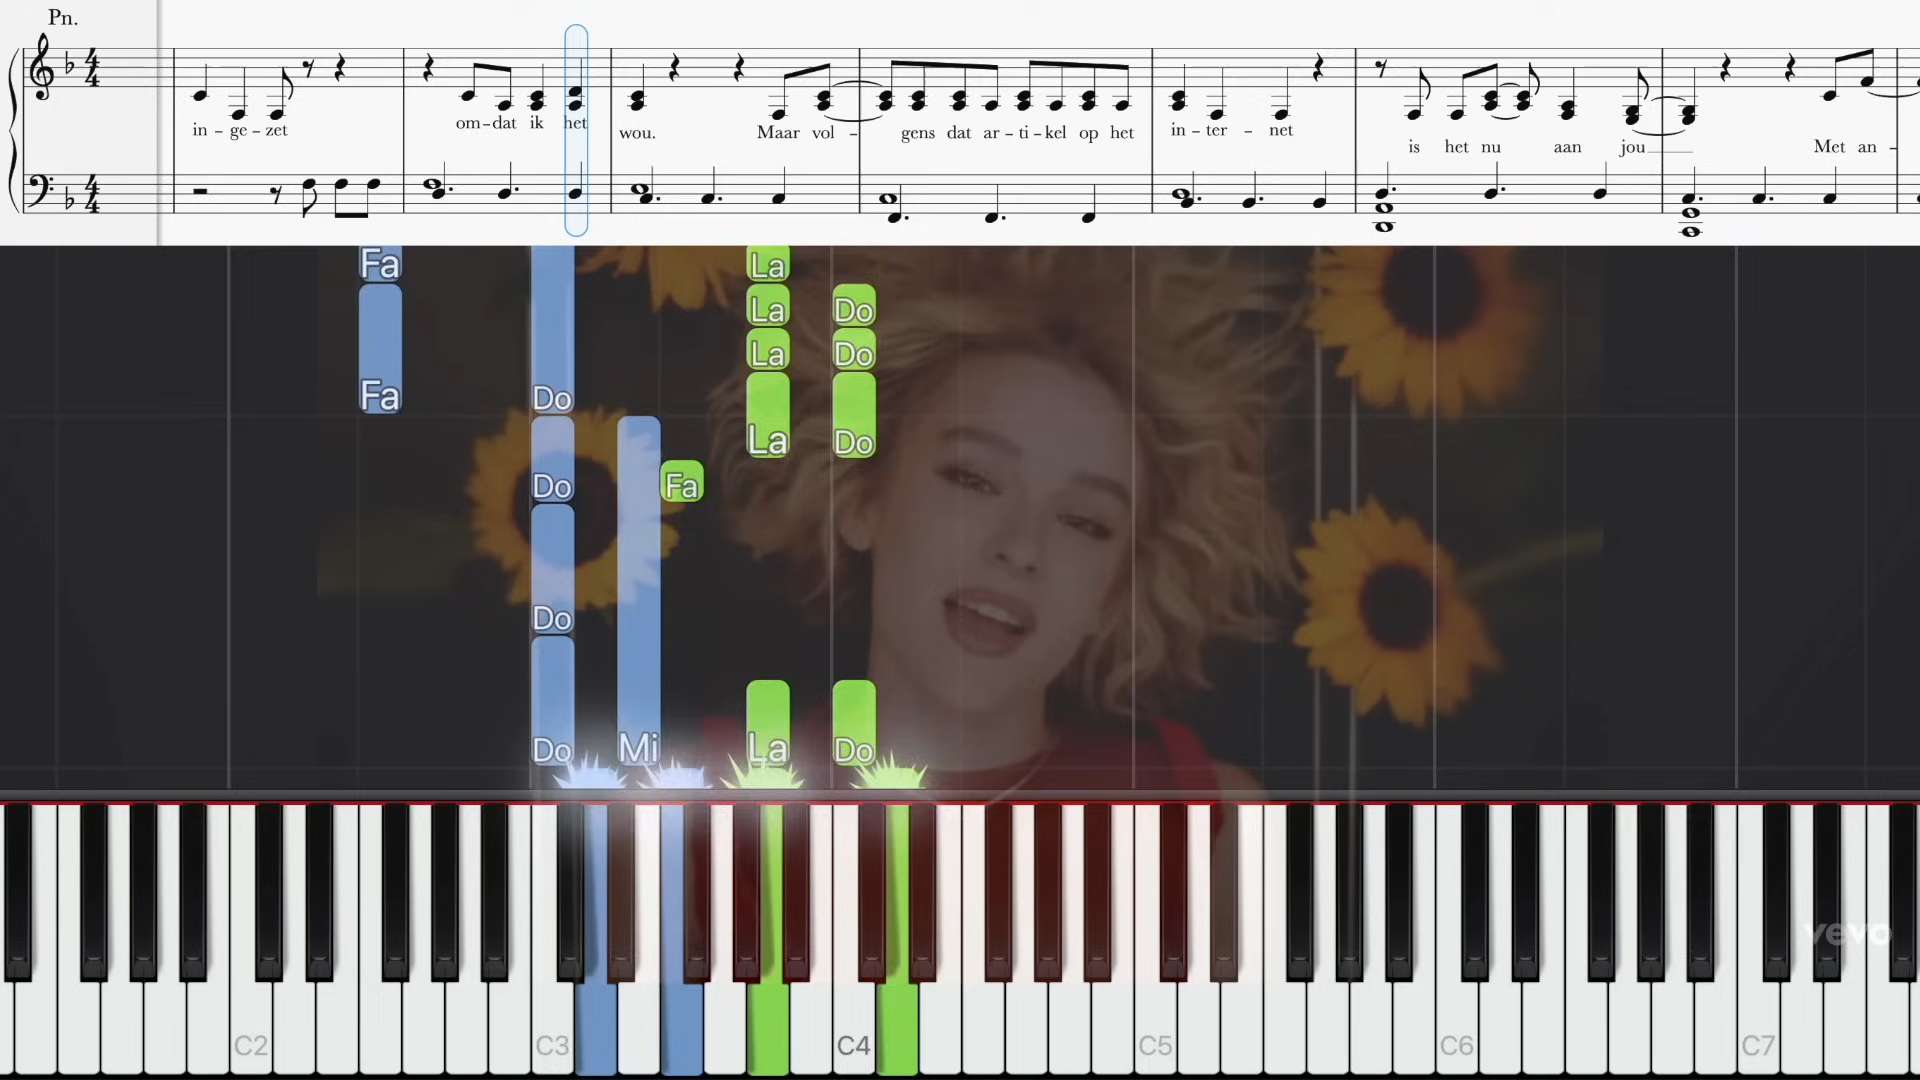 Pn.
in - ge - zet om - dat ik het wou. Maar vol - gens dat ar - ti - kel op het in - ter - net
is het nu aan jou Met an -
Fa La
La Do
La Do
Fa Do La Do
Do Fa
Do
Do Mi La Do
vevo
C2 C3 C4 C5 C6 C7